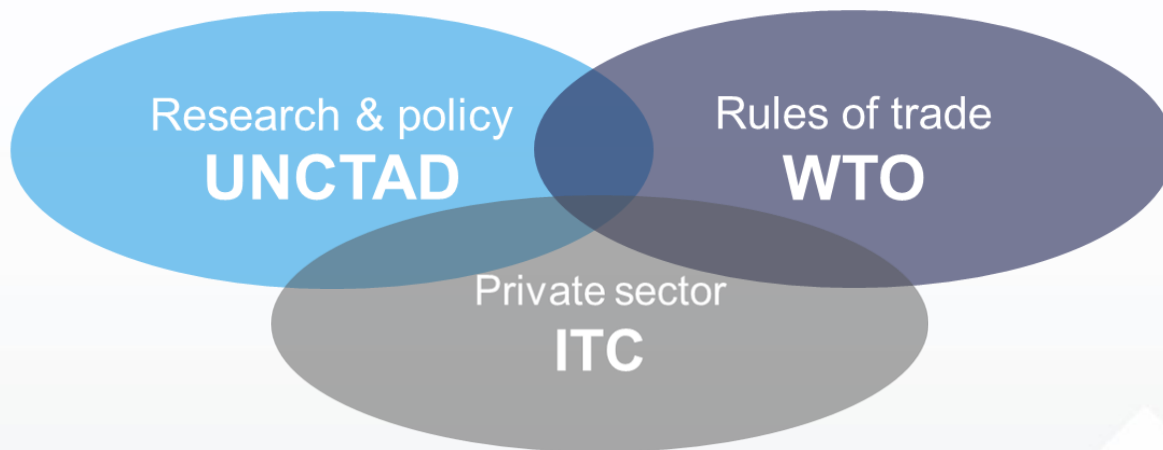 Research & policy
UNCTAD
Rules of trade
WTO
Private sector
ITC